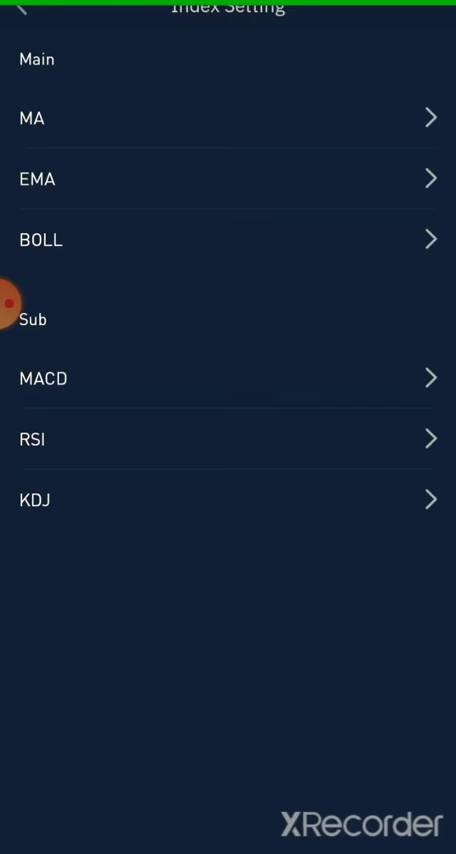 Index Setting
Main
MA
EMA
BOLL
Sub
MACD
RSI
KDJ
XRecorder